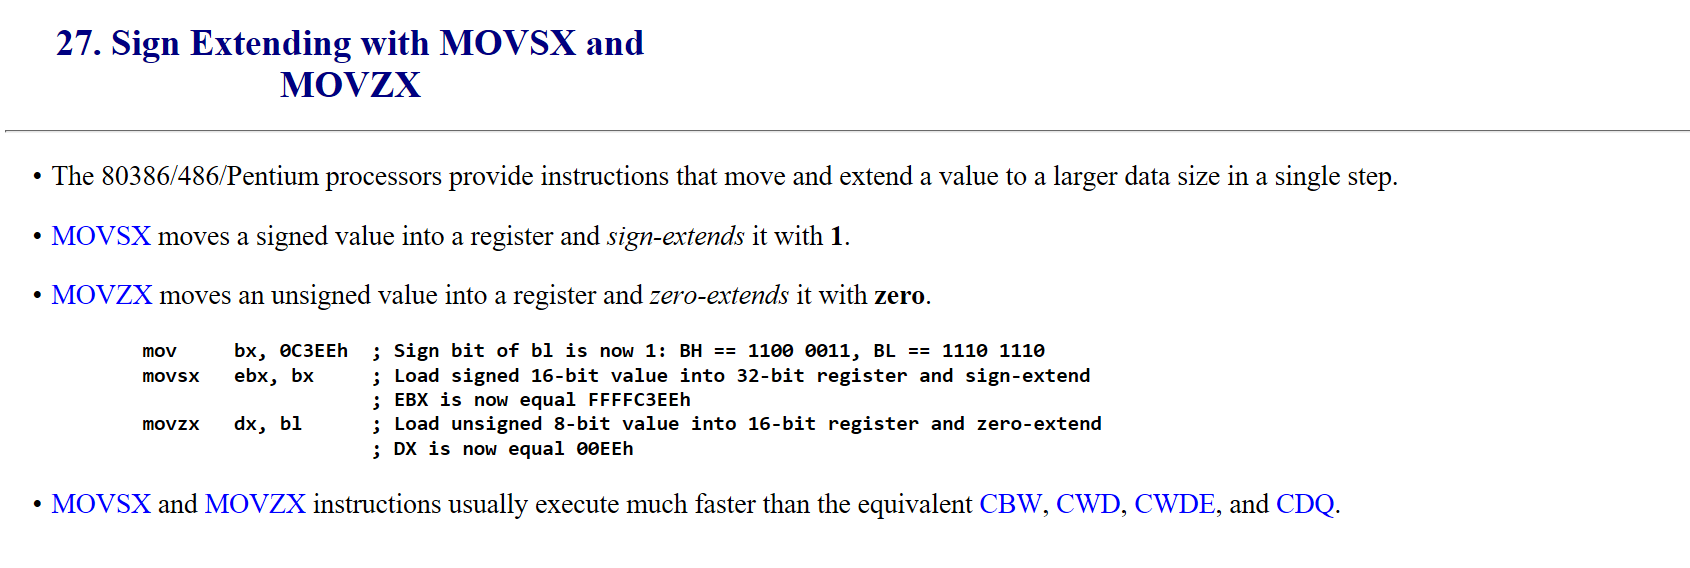 27. Sign Extending with MOVSX and
MOVZX
• The 80386/486/Pentium processors provide instructions that move and extend a value to a larger data size in a single step.
• MOVSX moves a signed value into a register and sign-extends it with 1.
• MOVZX moves an unsigned value into a register and zero-extends it with zero.
mov     bx, 0C3EEh  ; Sign bit of bl is now 1: BH == 1100 0011, BL == 1110 1110
movsx   ebx, bx     ; Load signed 16-bit value into 32-bit register and sign-extend
; EBX is now equal FFFFC3EEh
movzx   dx, bl      ; Load unsigned 8-bit value into 16-bit register and zero-extend
; DX is now equal 00EEh
• MOVSX and MOVZX instructions usually execute much faster than the equivalent CBW, CWD, CWDE, and CDQ.